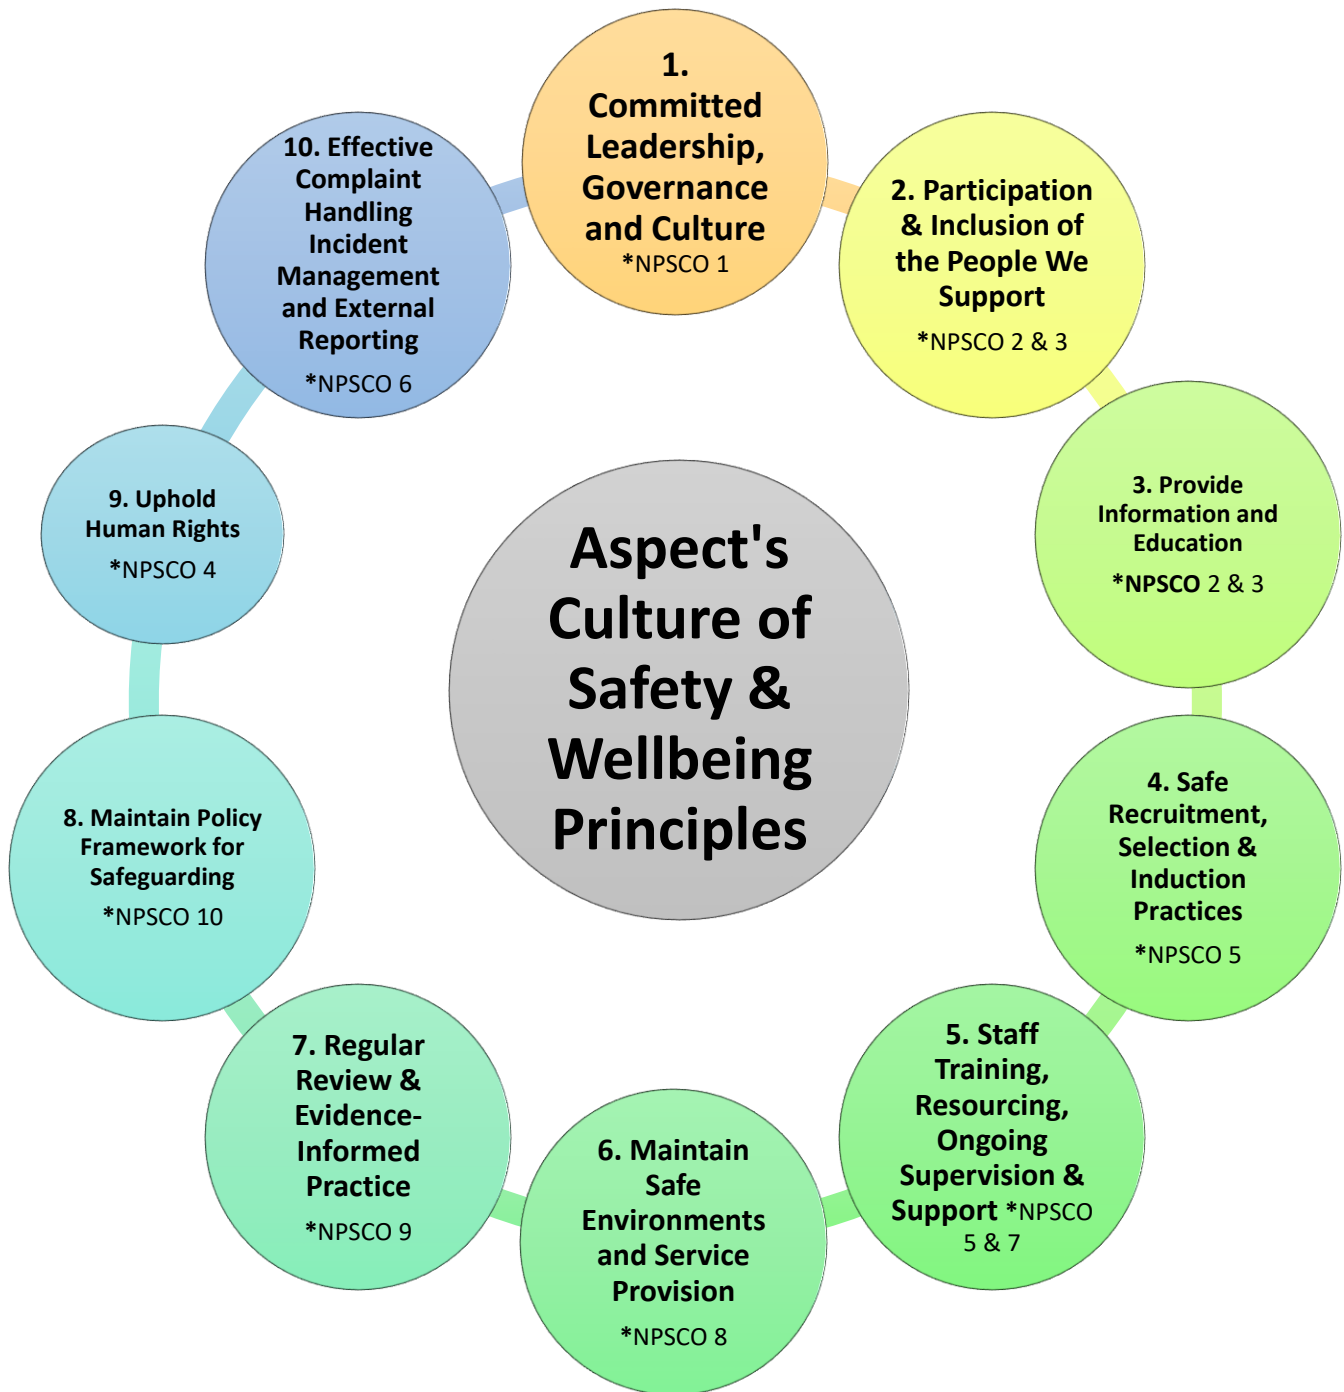 1.
Committed
Leadership,
Governance
and Culture
*NPSCO 1
2. Participation
& Inclusion of
the People We
Support
*NPSCO 2 & 3
3. Provide
Information and
Education
*NPSCO 2 & 3
4. Safe
Recruitment,
Selection &
Induction
Practices
*NPSCO 5
5. Staff
Training,
Resourcing,
Ongoing
Supervision &
Support *NPSCO
5 & 7
6. Maintain
Safe
Environments
and Service
Provision
*NPSCO 8
7. Regular
Review &
Evidence-
Informed
Practice
*NPSCO 9
8. Maintain Policy
Framework for
Safeguarding
*NPSCO 10
9. Uphold
Human Rights
*NPSCO 4
10. Effective
Complaint
Handling
Incident
Management
and External
Reporting
*NPSCO 6
Aspect's
Culture of
Safety &
Wellbeing
Principles